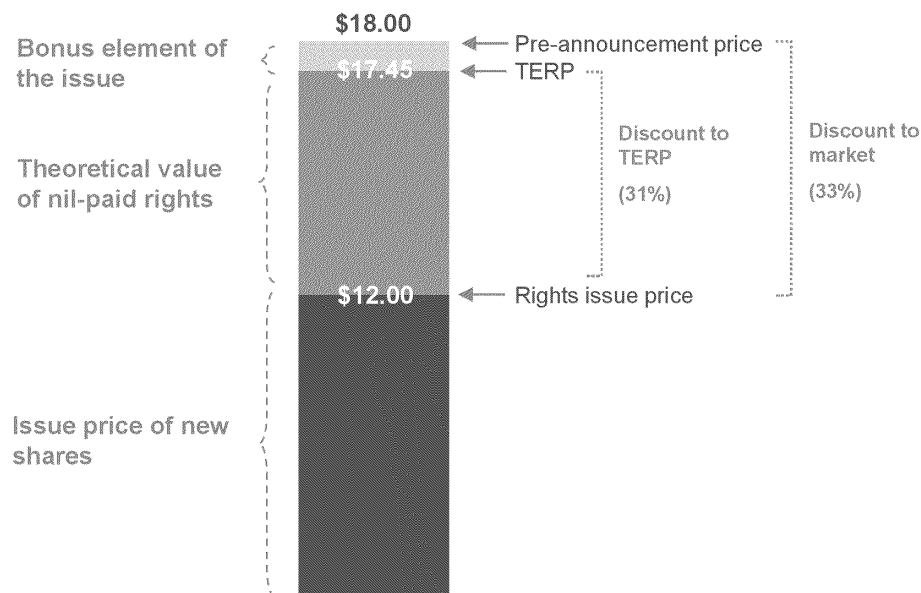 $18.00
Bonus element of
the issue
Pre-announcement price
$17.45
TERP
Discount to
TERP
(31%)
Discount to
market
(33%)
Theoretical value
of nil-paid rights
$12.00
Rights issue price
Issue price of new
shares